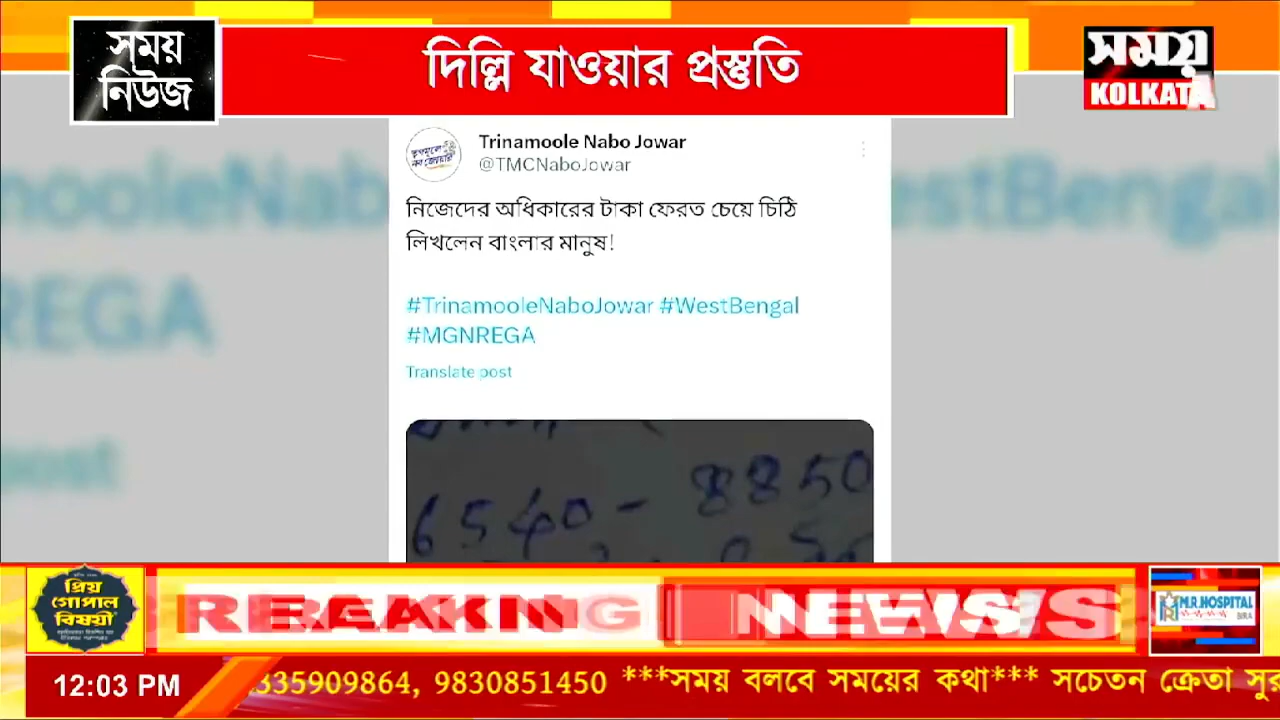 সময়
নিউজ
দিল্লি যাওয়ার প্রস্তুতি
সময়
KOLKATA
Trinamoole Nabo Jowar
@TMCNaboJowar
নিজেদের অধিকারের টাকা ফেরত চেয়ে চিঠি
লিখলেন বাংলার মানুষ!
#TrinamooleNaboJowar #WestBengal
#MGNREGA
Translate post
6540 - 8850
প্রিয়
গোপাল
বিষয়ী
BREAKING NEWS
M.R.HOSPITAL
BIRA
12:03 PM
335909864, 9830851450 ***সময় বলবে সময়ের কথা*** সচেতন ক্রেতা